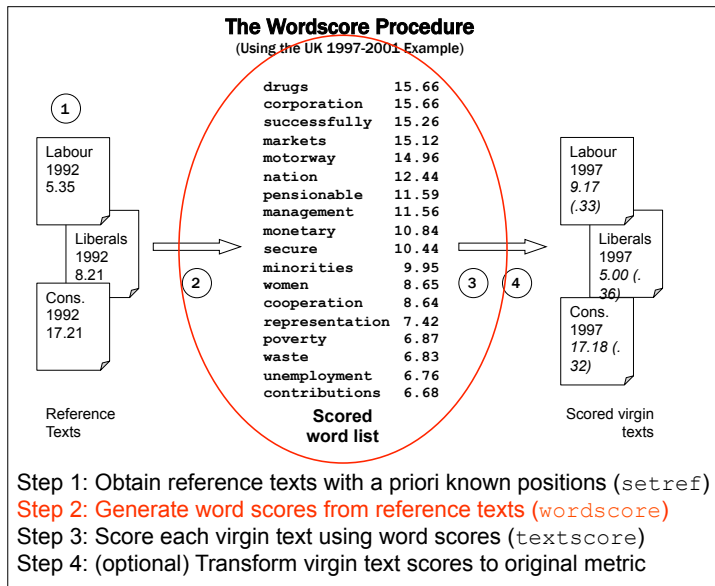 The Wordscore Procedure
(Using the UK 1997-2001 Example)
1
Labour
1992
5.35
Liberals
1992
8.21
Cons.
1992
17.21
Reference
Texts
2
drugs 15.66
corporation 15.66
successfully 15.26
markets 15.12
motorway 14.96
nation 12.44
pensionable 11.59
management 11.56
monetary 10.84
secure 10.44
minorities 9.95
women 8.65
cooperation 8.64
representation 7.42
poverty 6.87
waste 6.83
unemployment 6.76
contributions 6.68
Scored
word list
3
4
Labour
1997
9.17
(.33)
Liberals
1997
5.00 (.
36)
Cons.
1997
17.18 (.
32)
Scored virgin
texts
Step 1: Obtain reference texts with a priori known positions (setref)
Step 2: Generate word scores from reference texts (wordscore)
Step 3: Score each virgin text using word scores (textscore)
Step 4: (optional) Transform virgin text scores to original metric